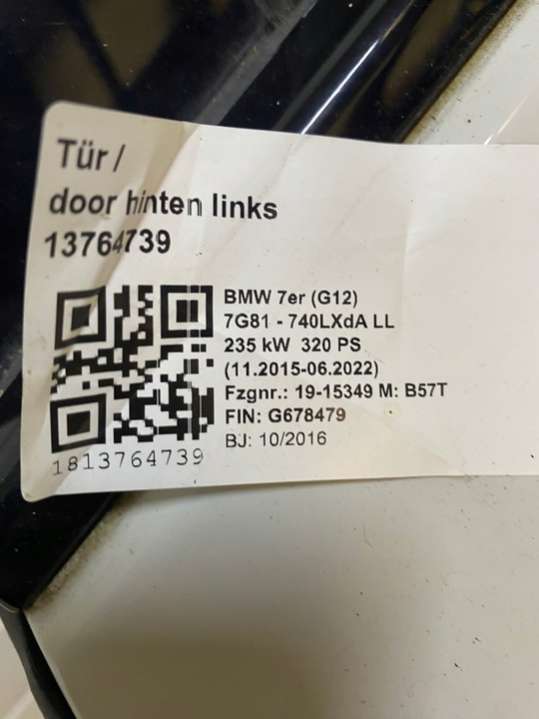 Tür /
door hinten links
13764739
BMW 7er (G12)
7G81 - 740LXdA LL
235 kW 320 PS
(11.2015-06.2022)
Fzgnr.: 19-15349 M: B57T
FIN: G678479
BJ: 10/2016
1813764739